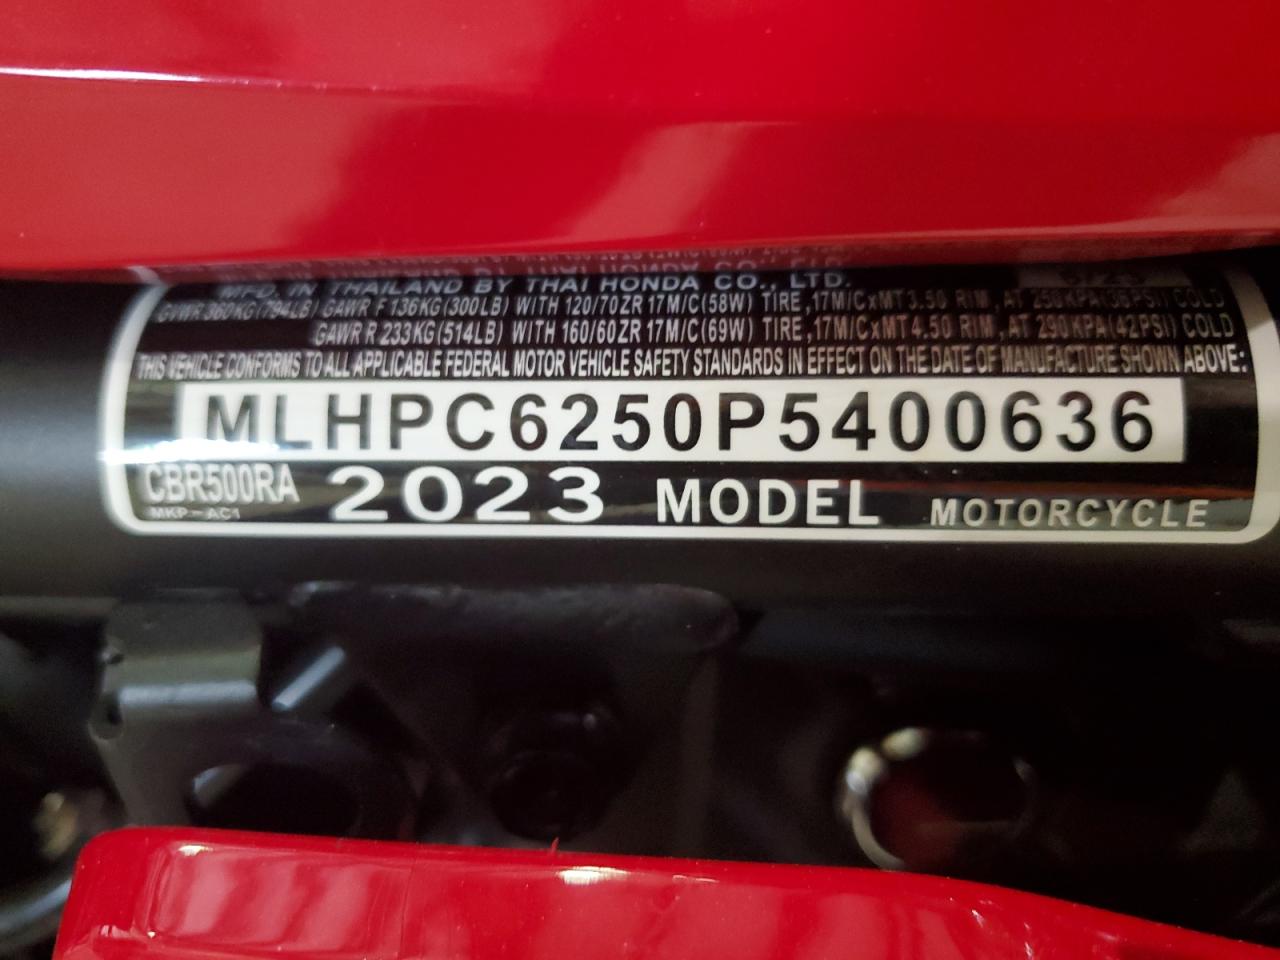 MFD. IN THAILAND BY THAI HONDA CO., LTD.
GVWR 360KG(794LB) GAWR F 136KG(300LB) WITH 120/70ZR 17M/C(58W) TIRE, 17M/CxMT3.50 RIM, AT 250KPA(36PSI) COLD
GAWR R 233KG(514LB) WITH 160/60ZR 17M/C(69W) TIRE, 17M/CxMT4.50 RIM, AT 290KPA(42PSI) COLD
THIS VEHICLE CONFORMS TO ALL APPLICABLE FEDERAL MOTOR VEHICLE SAFETY STANDARDS IN EFFECT ON THE DATE OF MANUFACTURE SHOWN ABOVE:
MLHPC6250P5400636
CBR500RA 2023 MODEL MOTORCYCLE
MKP-AC1